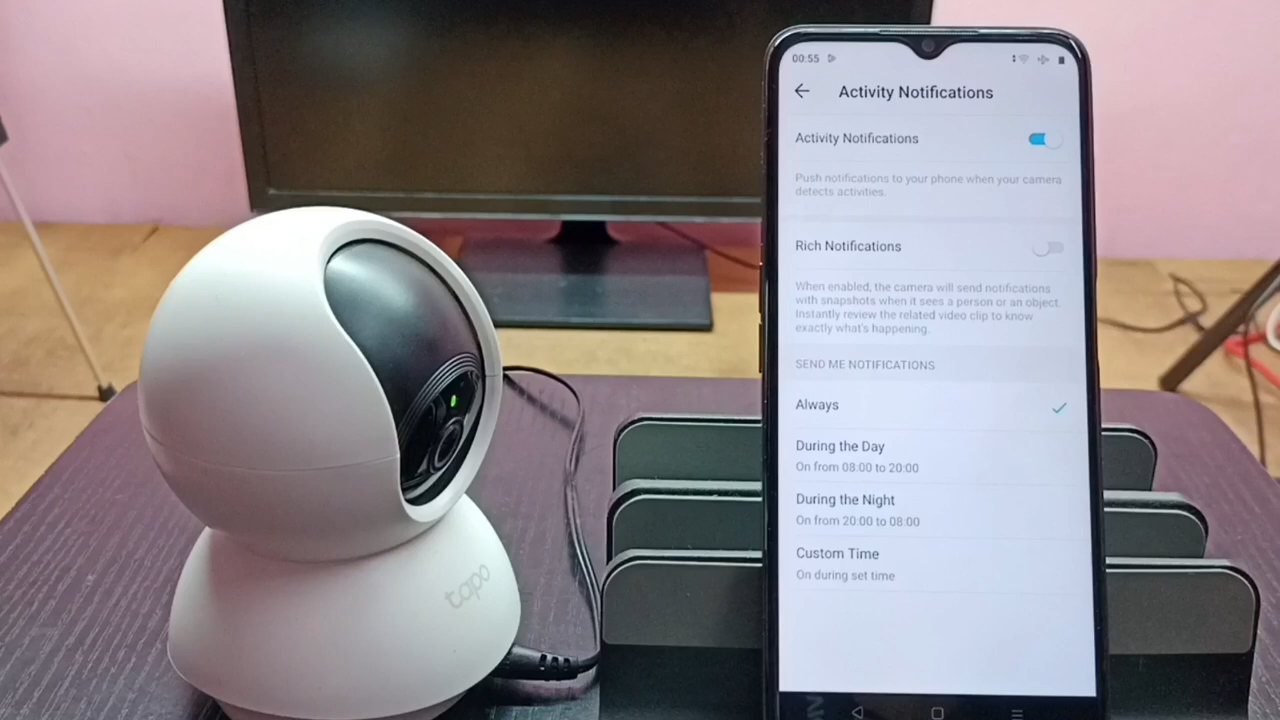 00:55
Activity Notifications
Activity Notifications
Push notifications to your phone when your camera
detects activities.
Rich Notifications
When enabled, the camera will send notifications
with snapshots when it sees a person or an object.
Instantly review the related video clip to know
exactly what's happening.
SEND ME NOTIFICATIONS
Always
During the Day
On from 08:00 to 20:00
During the Night
On from 20:00 to 08:00
Custom Time
On during set time
tapo